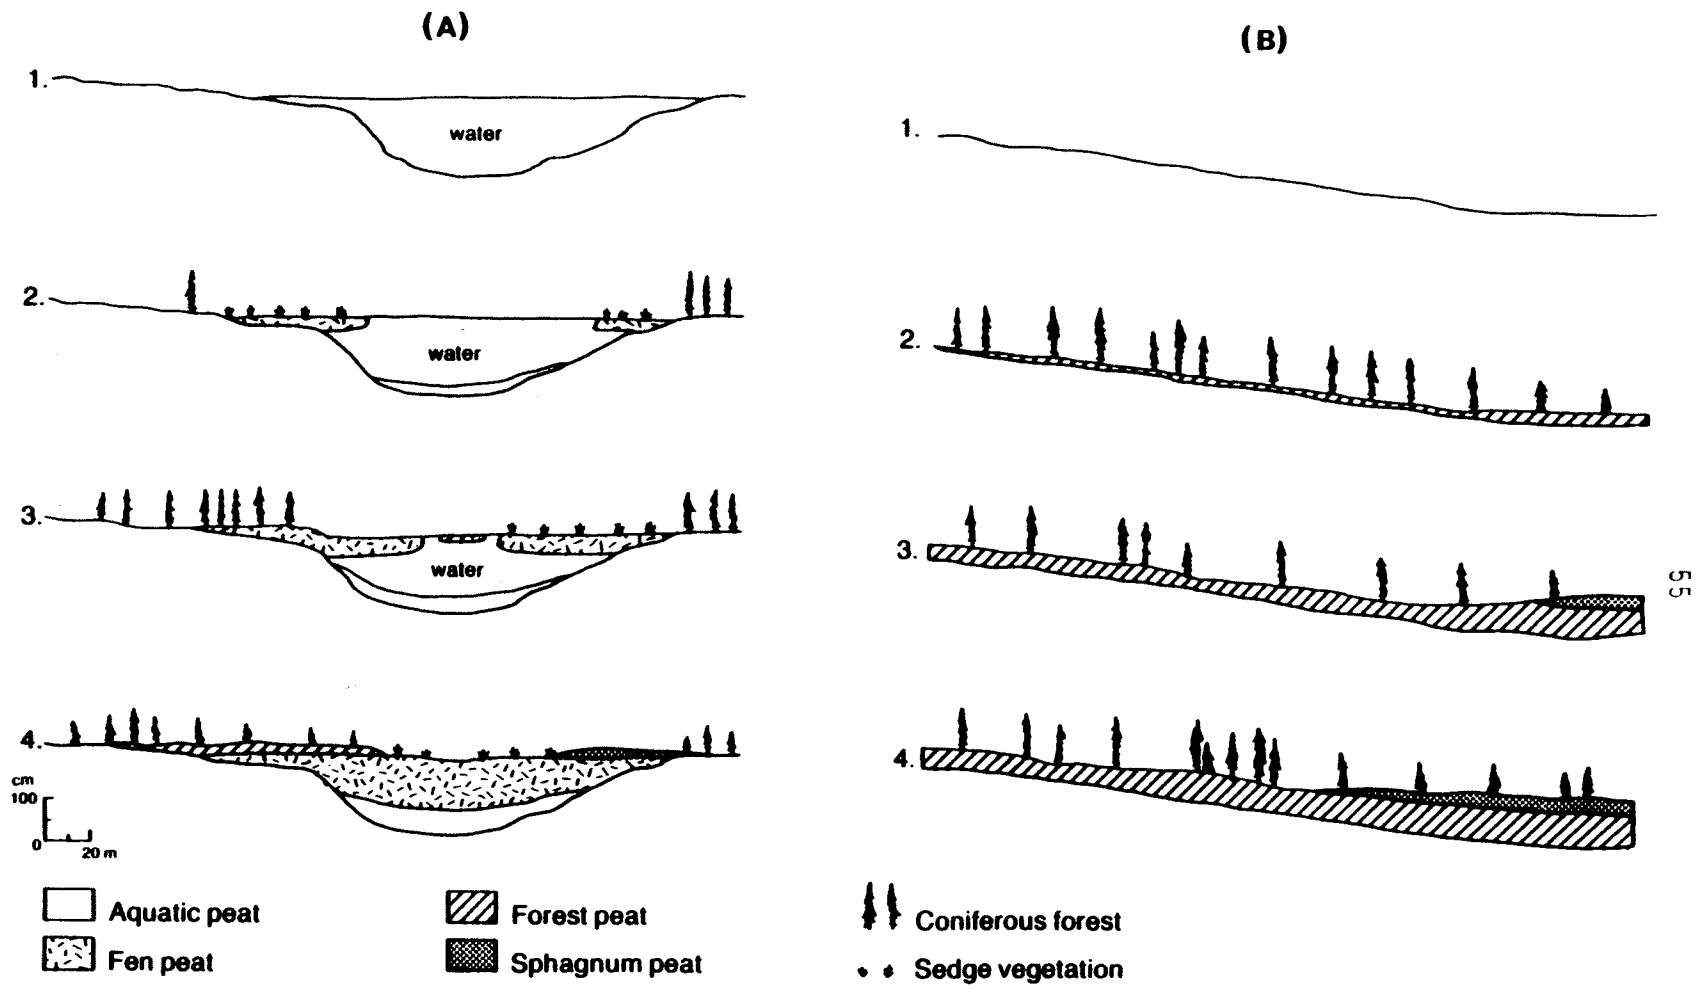 (A)
1.
water
2.
water
3.
water
4.
cm
100
0
20 m
(B)
1.
2.
3.
4.
55
Aquatic peat
Fen peat
Forest peat
Sphagnum peat
Coniferous forest
Sedge vegetation